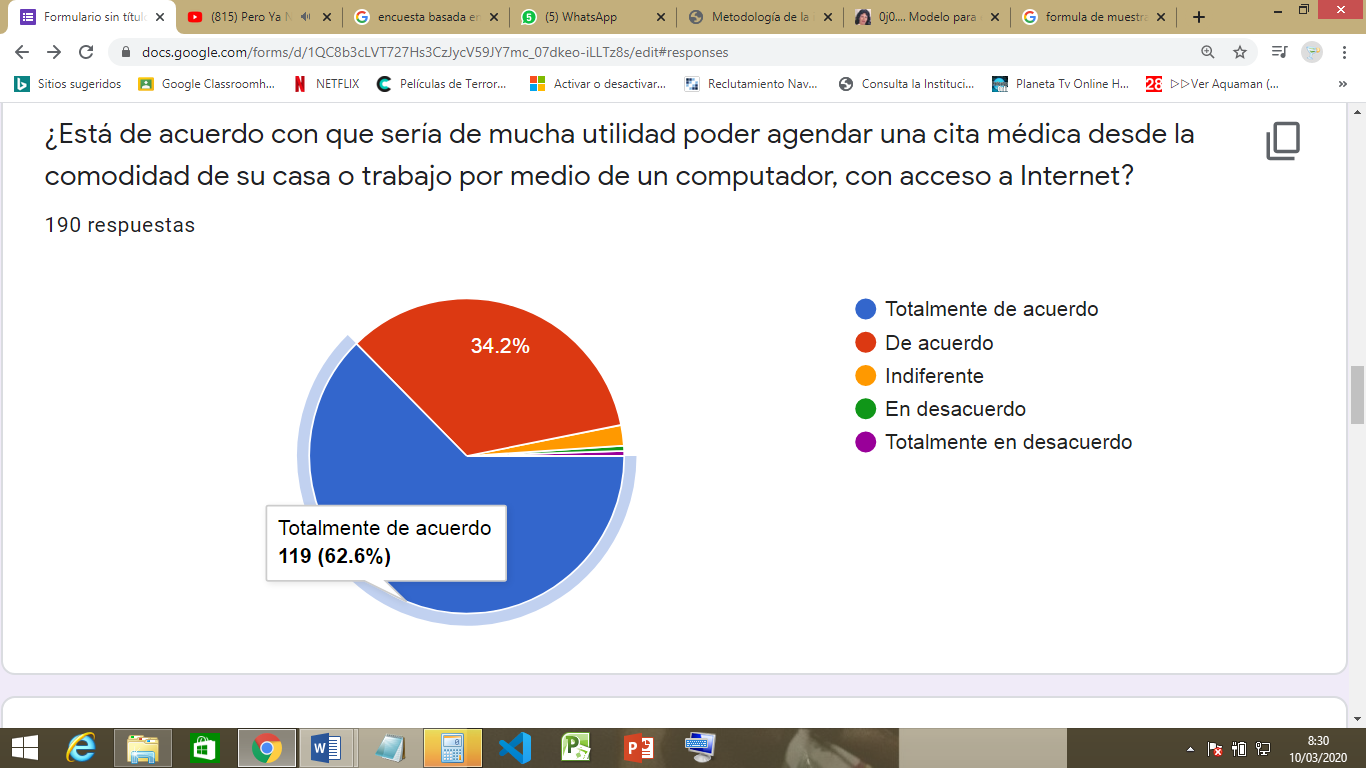 Formulario sin títul
(815) Pero Ya N
encuesta basada en
(5) WhatsApp
Metodología de la
0j0.... Modelo para
formula de muestra
docs.google.com/forms/d/1QC8b3cLVT727Hs3CzJycV59JY7mc_07dkeo-iLLTz8s/edit#responses
Sitios sugeridos
Google Classroomh...
NETFLIX
Películas de Terror...
Activar o desactivar...
Reclutamiento Nav...
Consulta la Instituci...
Planeta Tv Online H...
28 ▷▷Ver Aquaman (...
»
¿Está de acuerdo con que sería de mucha utilidad poder agendar una cita médica desde la
comodidad de su casa o trabajo por medio de un computador, con acceso a Internet?
190 respuestas
34.2%
Totalmente de acuerdo
119 (62.6%)
Totalmente de acuerdo
De acuerdo
Indiferente
En desacuerdo
Totalmente en desacuerdo
8:30
10/03/2020